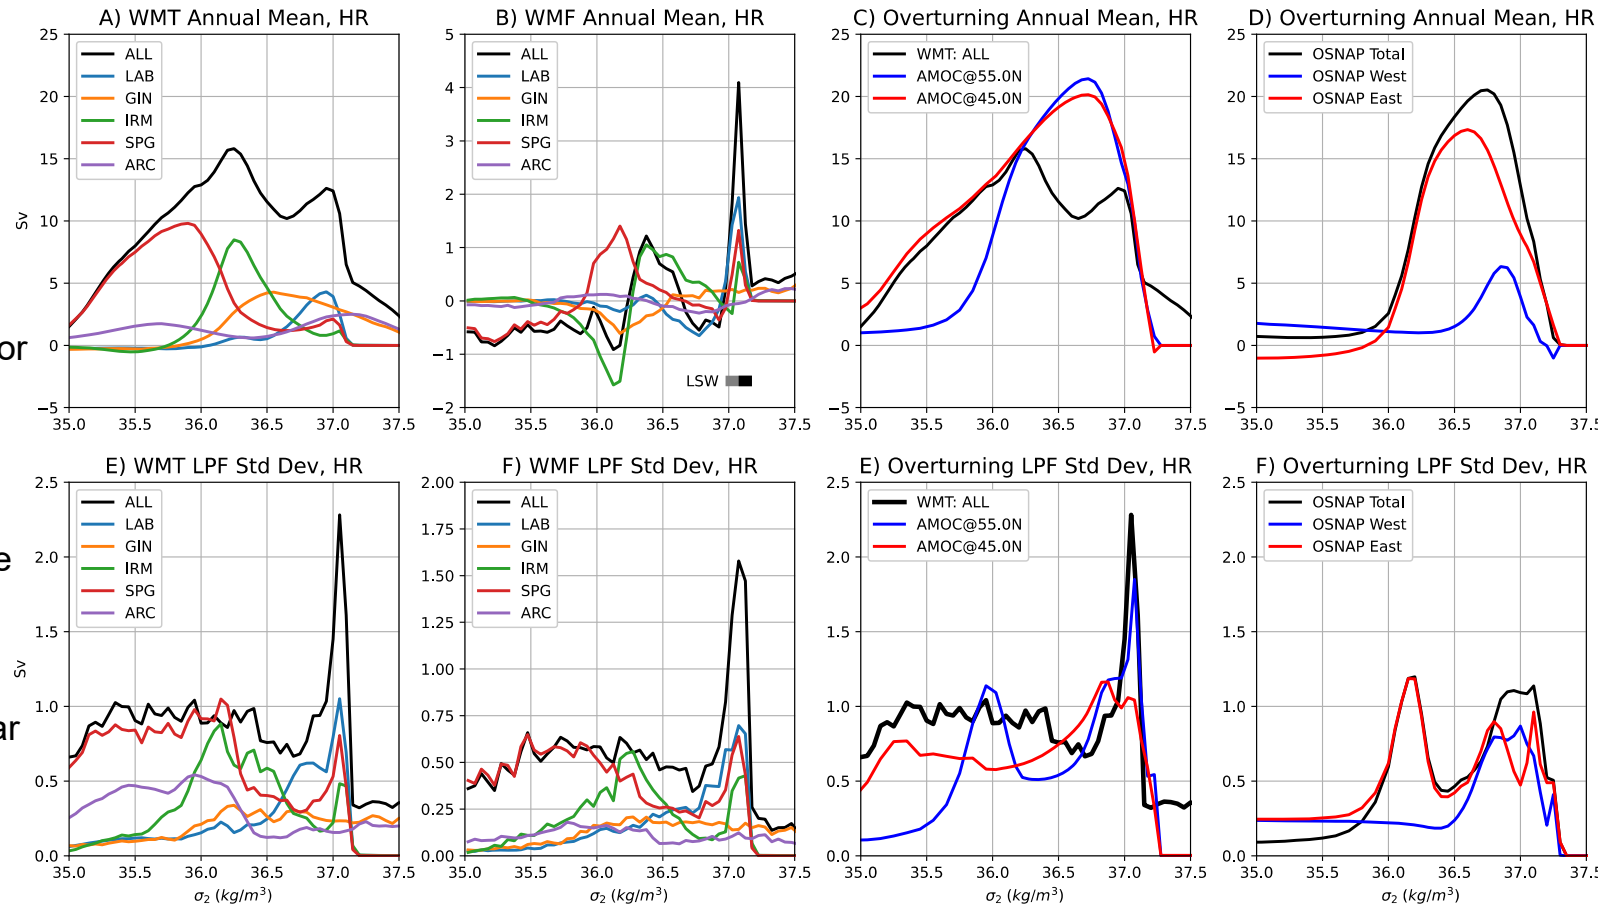 A) WMT Annual Mean, HR
B) WMF Annual Mean, HR
C) Overturning Annual Mean, HR
D) Overturning Annual Mean, HR
25
20
15
10
5
0
−5
Sv
35.0 35.5 36.0 36.5 37.0 37.5
ALL
LAB
GIN
IRM
SPG
ARC
5
4
3
2
1
0
−1
−2
35.0 35.5 36.0 36.5 37.0 37.5
ALL
LAB
GIN
IRM
SPG
ARC
LSW
25
20
15
10
5
0
−5
35.0 35.5 36.0 36.5 37.0 37.5
WMT: ALL
AMOC@55.0N
AMOC@45.0N
25
20
15
10
5
0
−5
35.0 35.5 36.0 36.5 37.0 37.5
OSNAP Total
OSNAP West
OSNAP East
or
e
ar
E) WMT LPF Std Dev, HR
F) WMF LPF Std Dev, HR
E) Overturning LPF Std Dev, HR
F) Overturning LPF Std Dev, HR
2.5
2.0
1.5
1.0
0.5
0.0
Sv
35.0 35.5 36.0 36.5 37.0 37.5
σ₂ (kg/m³)
ALL
LAB
GIN
IRM
SPG
ARC
2.00
1.75
1.50
1.25
1.00
0.75
0.50
0.25
0.00
35.0 35.5 36.0 36.5 37.0 37.5
σ₂ (kg/m³)
ALL
LAB
GIN
IRM
SPG
ARC
2.5
2.0
1.5
1.0
0.5
0.0
35.0 35.5 36.0 36.5 37.0 37.5
σ₂ (kg/m³)
WMT: ALL
AMOC@55.0N
AMOC@45.0N
2.5
2.0
1.5
1.0
0.5
0.0
35.0 35.5 36.0 36.5 37.0 37.5
σ₂ (kg/m³)
OSNAP Total
OSNAP West
OSNAP East